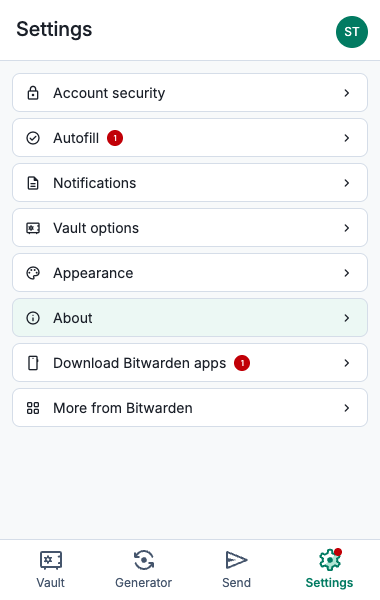 Settings
ST
Account security
Autofill 1
Notifications
Vault options
Appearance
About
Download Bitwarden apps 1
More from Bitwarden
Vault Generator Send Settings